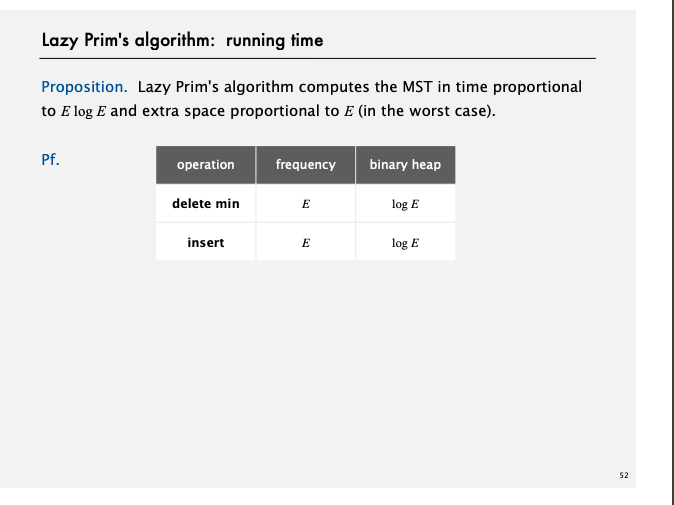 Lazy Prim's algorithm: running time
Proposition. Lazy Prim's algorithm computes the MST in time proportional
to E log E and extra space proportional to E (in the worst case).
Pf.
operation frequency binary heap
delete min E log E
insert E log E
52